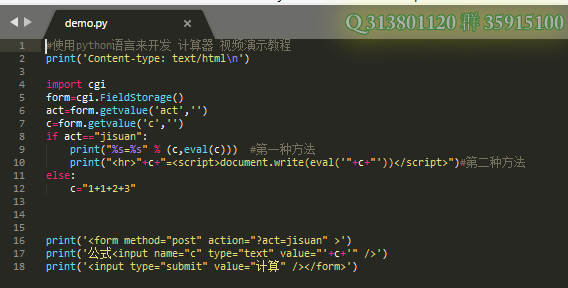 demo.py
Q 313801120 群 35915100
1 #使用python语言来开发 计算器 视频演示教程
2 print('Content-type: text/html\n')
3
4 import cgi
5 form=cgi.FieldStorage()
6 act=form.getvalue('act','')
7 c=form.getvalue('c','')
8 if act=="jisuan":
9     print("%s=%s" % (c,eval(c)))  #第一种方法
10     print("<hr>"+c+"=<script>document.write(eval('"+c+"'))</script>")#第二种方法
11 else:
12     c="1+1+2+3"
13
14
15
16 print('<form method="post" action="?act=jisuan" >')
17 print('公式<input name="c" type="text" value="'+c+'" />')
18 print('<input type="submit" value="计算" /></form>')